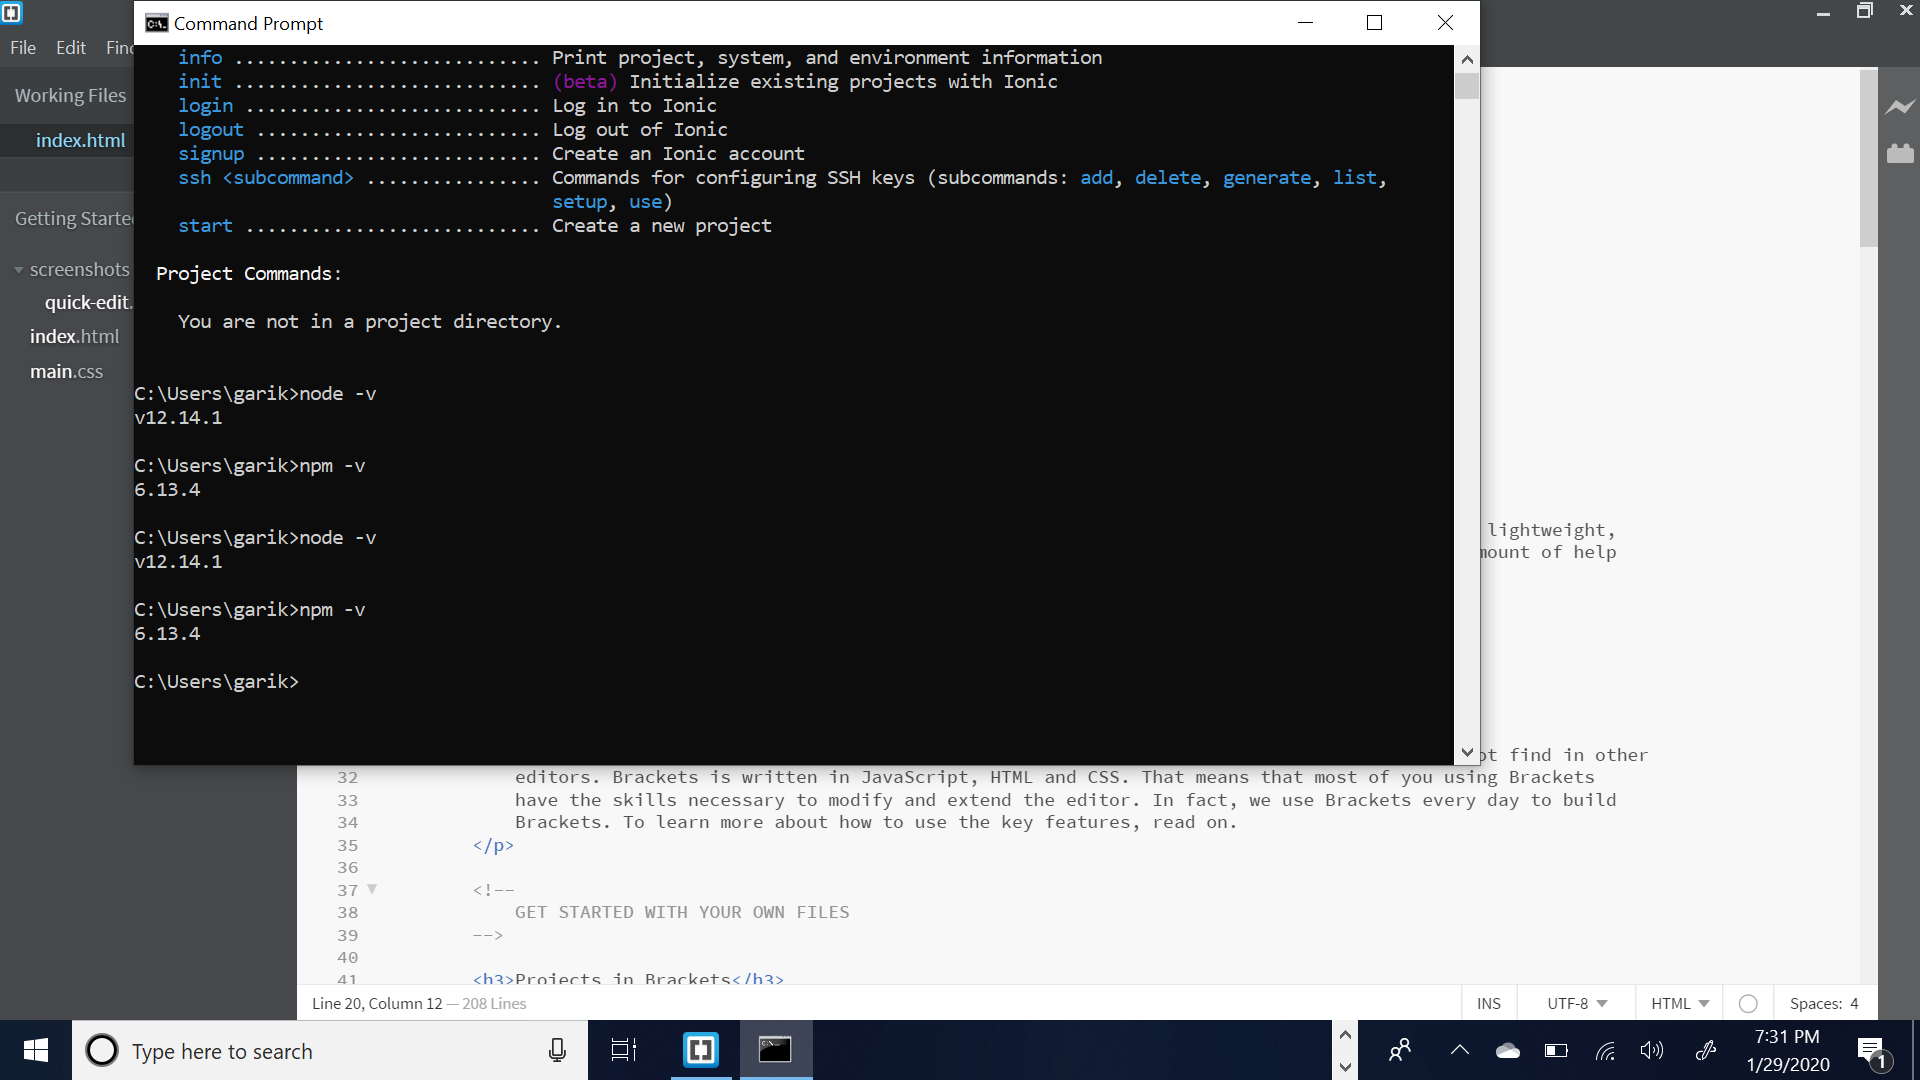 Command Prompt
File Edit Find
Working Files
index.html
Getting Starte
screenshots
quick-edit.
index.html
main.css
info ............................ Print project, system, and environment information
init ............................ (beta) Initialize existing projects with Ionic
login ........................... Log in to Ionic
logout .......................... Log out of Ionic
signup .......................... Create an Ionic account
ssh <subcommand> ................ Commands for configuring SSH keys (subcommands: add, delete, generate, list,
setup, use)
start ........................... Create a new project
Project Commands:
You are not in a project directory.
C:\Users\garik>node -v
v12.14.1
C:\Users\garik>npm -v
6.13.4
C:\Users\garik>node -v
v12.14.1
C:\Users\garik>npm -v
6.13.4
C:\Users\garik>
lightweight,
mount of help
ot find in other
32 editors. Brackets is written in JavaScript, HTML and CSS. That means that most of you using Brackets
33 have the skills necessary to modify and extend the editor. In fact, we use Brackets every day to build
34 Brackets. To learn more about how to use the key features, read on.
35 </p>
36
37 <!--
38 GET STARTED WITH YOUR OWN FILES
39 -->
40
41 <h3>Projects in Brackets</h3>
Line 20, Column 12 — 208 Lines
INS UTF-8 HTML Spaces: 4
Type here to search
7:31 PM
1/29/2020
1